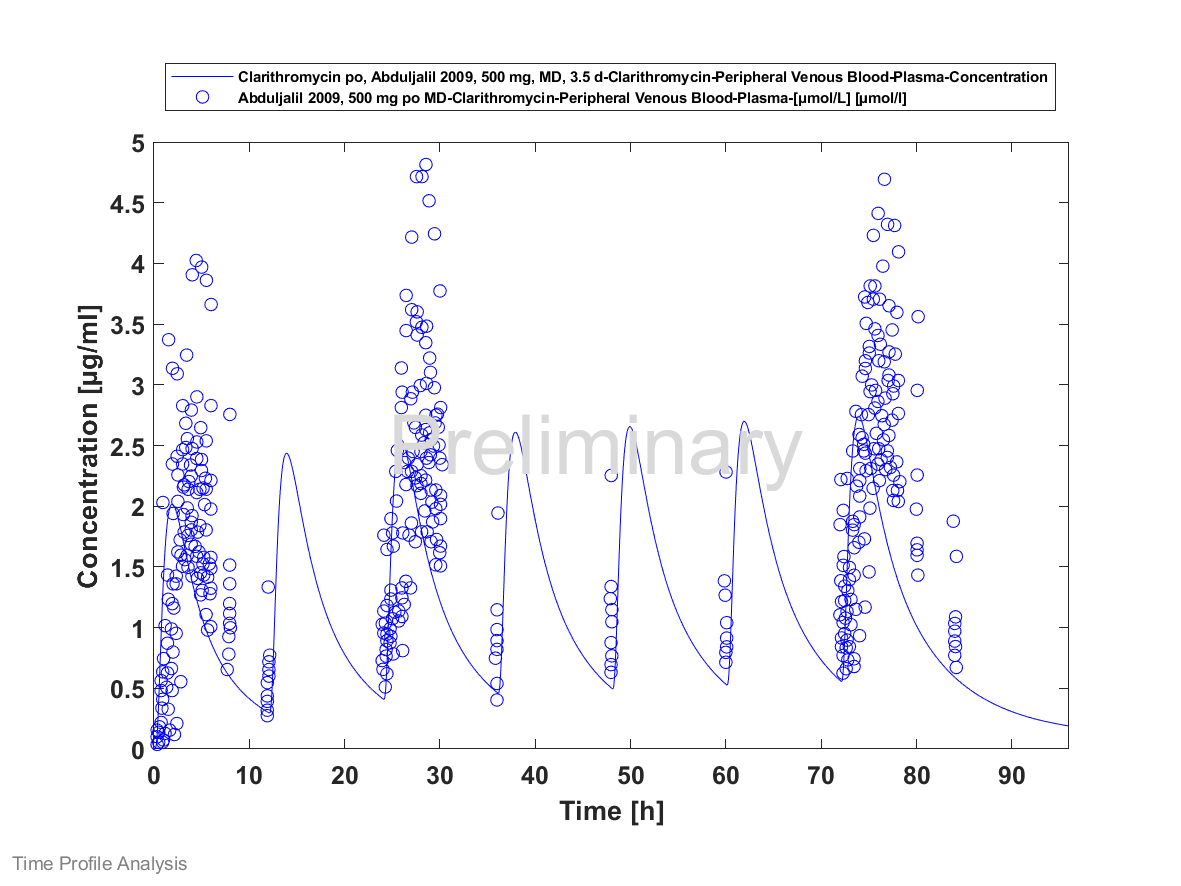 Clarithromycin po, Abduljalil 2009, 500 mg, MD, 3.5 d-Clarithromycin-Peripheral Venous Blood-Plasma-Concentration
Abduljalil 2009, 500 mg po MD-Clarithromycin-Peripheral Venous Blood-Plasma-[µmol/L] [µmol/l]
5
4.5
4
3.5
3
2.5
2
1.5
1
0.5
0
Concentration [µg/ml]
Preliminary
0 10 20 30 40 50 60 70 80 90
Time [h]
Time Profile Analysis